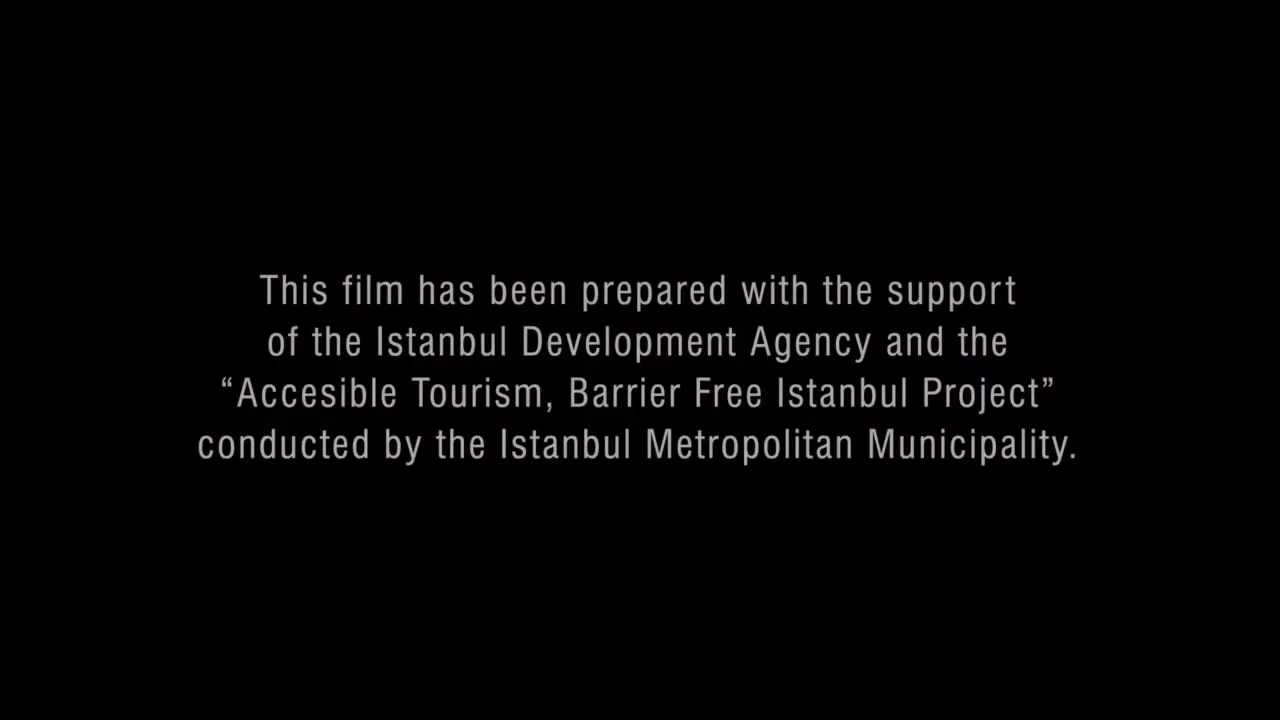 This film has been prepared with the support
of the Istanbul Development Agency and the
“Accesible Tourism, Barrier Free Istanbul Project”
conducted by the Istanbul Metropolitan Municipality.